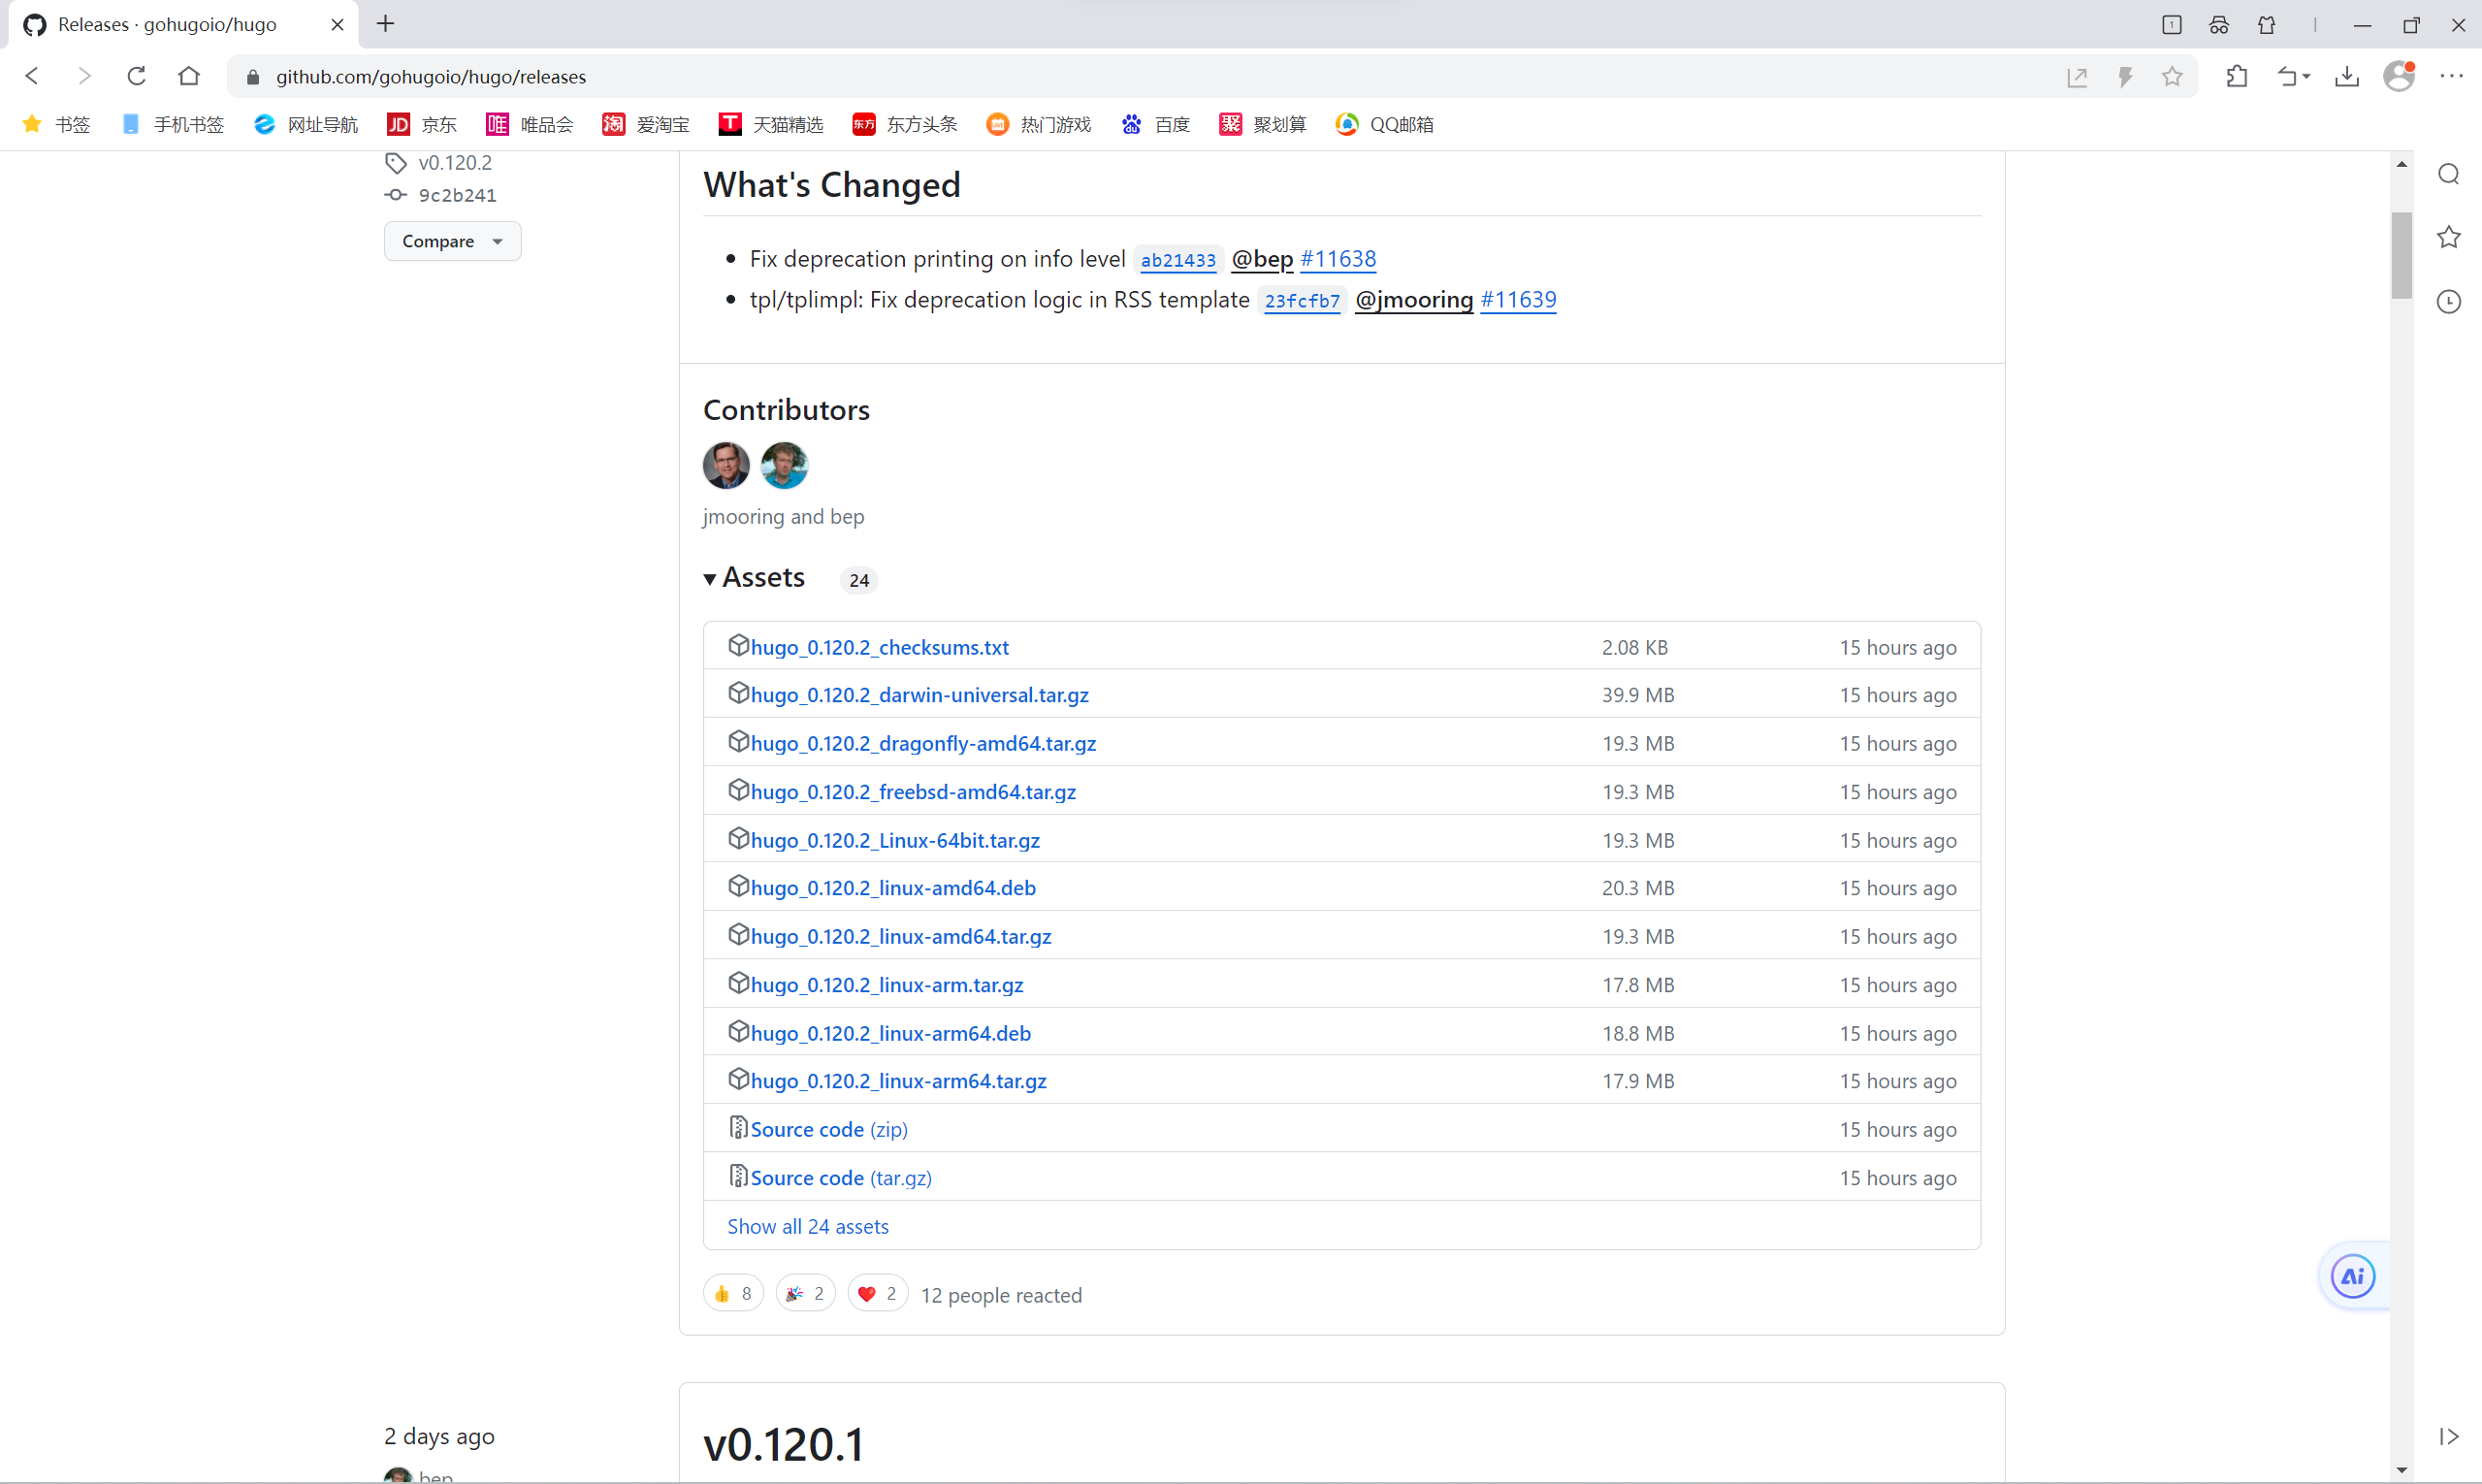 Releases · gohugoio/hugo
1
github.com/gohugoio/hugo/releases
书签 手机书签 网址导航 JD 京东 唯 唯品会 淘 爱淘宝 T 天猫精选 东方 东方头条 LIVE 热门游戏 du 百度 聚 聚划算 QQ邮箱
v0.120.2
9c2b241
Compare
What's Changed
Fix deprecation printing on info level ab21433 @bep #11638
tpl/tplimpl: Fix deprecation logic in RSS template 23fcfb7 @jmooring #11639
Contributors
jmooring and bep
Assets 24
hugo_0.120.2_checksums.txt 2.08 KB 15 hours ago
hugo_0.120.2_darwin-universal.tar.gz 39.9 MB 15 hours ago
hugo_0.120.2_dragonfly-amd64.tar.gz 19.3 MB 15 hours ago
hugo_0.120.2_freebsd-amd64.tar.gz 19.3 MB 15 hours ago
hugo_0.120.2_Linux-64bit.tar.gz 19.3 MB 15 hours ago
hugo_0.120.2_linux-amd64.deb 20.3 MB 15 hours ago
hugo_0.120.2_linux-amd64.tar.gz 19.3 MB 15 hours ago
hugo_0.120.2_linux-arm.tar.gz 17.8 MB 15 hours ago
hugo_0.120.2_linux-arm64.deb 18.8 MB 15 hours ago
hugo_0.120.2_linux-arm64.tar.gz 17.9 MB 15 hours ago
Source code (zip) 15 hours ago
Source code (tar.gz) 15 hours ago
Show all 24 assets
8 2 2 12 people reacted
Ai
2 days ago
bep
v0.120.1